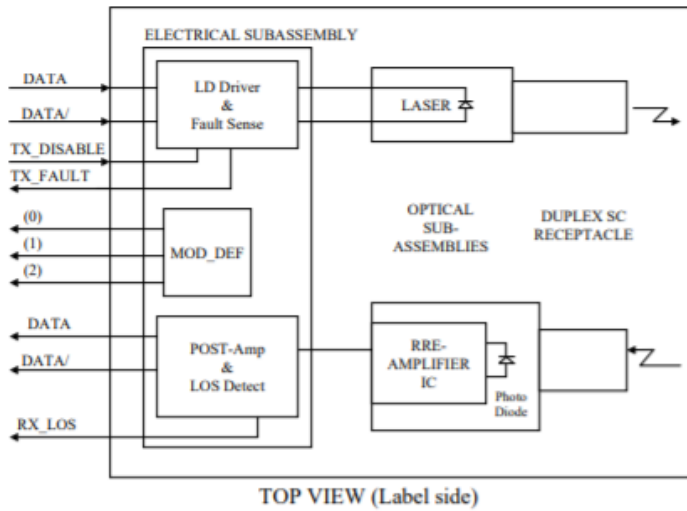 ELECTRICAL SUBASSEMBLY
DATA
DATA/
TX_DISABLE
TX_FAULT
LD Driver
&
Fault Sense
LASER
(0)
(1)
(2)
MOD_DEF
OPTICAL
SUB-
ASSEMBLIES
DUPLEX SC
RECEPTACLE
DATA
DATA/
RX_LOS
POST-Amp
&
LOS Detect
RRE-
AMPLIFIER
IC
Photo
Diode
TOP VIEW (Label side)